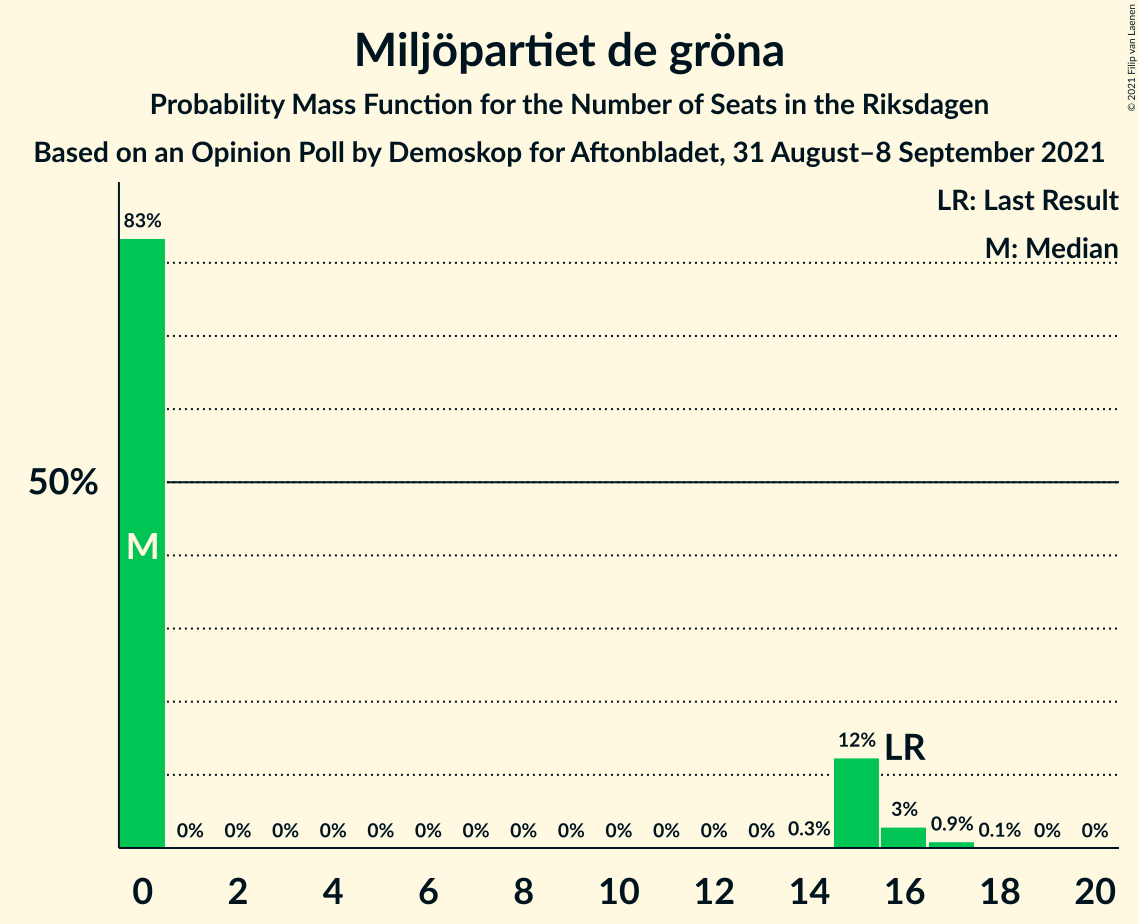 Miljöpartiet de gröna
Probability Mass Function for the Number of Seats in the Riksdagen
Based on an Opinion Poll by Demoskop for Aftonbladet, 31 August–8 September 2021
© 2021 Filip van Laenen
LR: Last Result
M: Median
83%
50%
M
12%
LR
3%
0% 0% 0% 0% 0% 0% 0% 0% 0% 0% 0% 0% 0% 0.3% 0.9% 0.1% 0% 0%
0 2 4 6 8 10 12 14 16 18 20